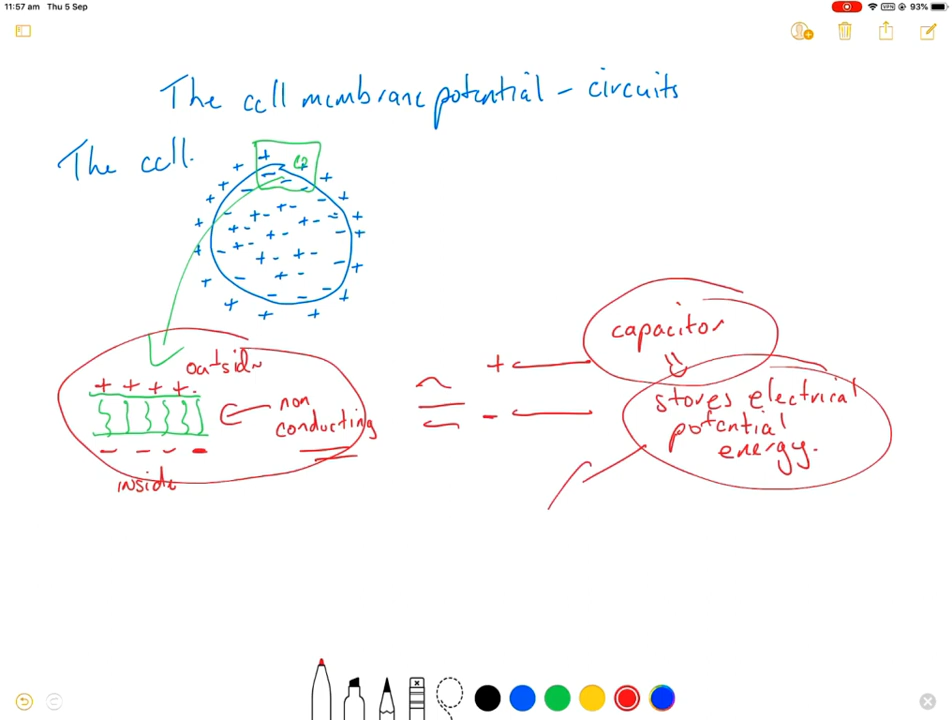 11:57 am Thu 5 Sep
VPN 93%
The cell membrane potential - circuits
The cell.
+ + + + + + + + + + + + + + + + +
outside
+ + + +
non
conducting
- - - -
inside
≅
+
-
capacitor
⇓
stores electrical
potential
energy.